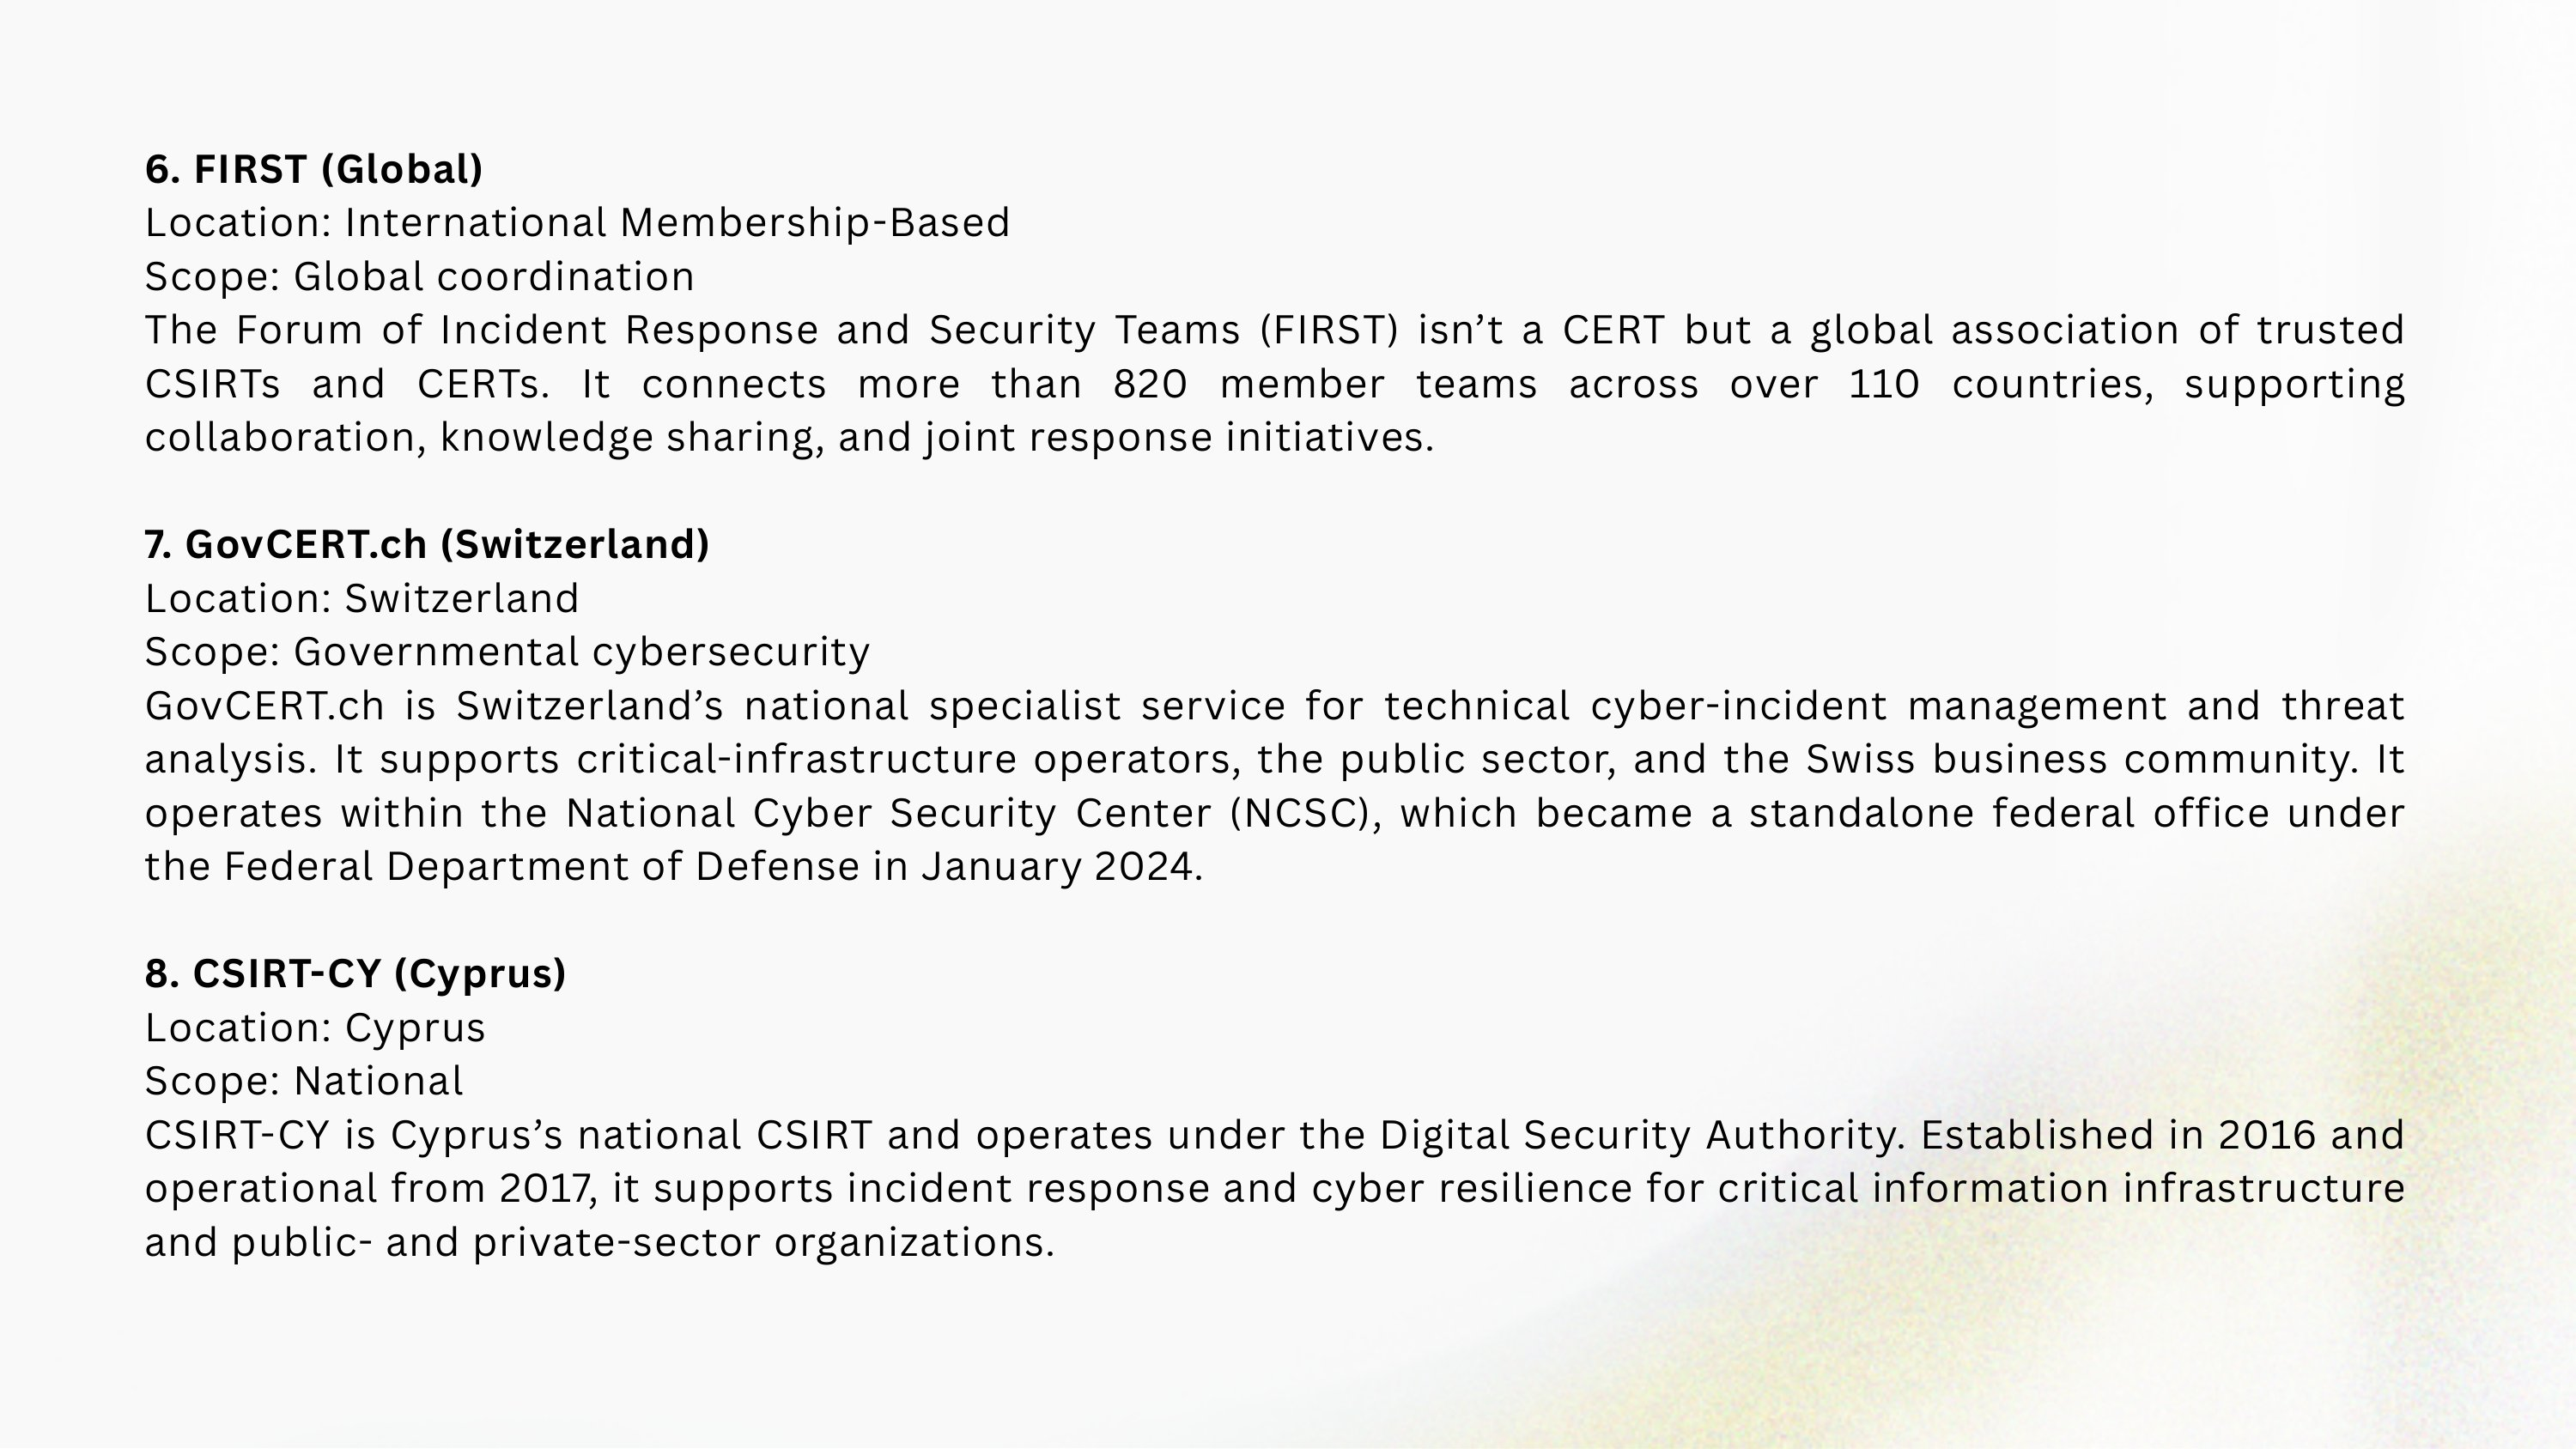 6. FIRST (Global)
Location: International Membership-Based
Scope: Global coordination
The Forum of Incident Response and Security Teams (FIRST) isn’t a CERT but a global association of trusted
CSIRTs and CERTs. It connects more than 820 member teams across over 110 countries, supporting
collaboration, knowledge sharing, and joint response initiatives.
7. GovCERT.ch (Switzerland)
Location: Switzerland
Scope: Governmental cybersecurity
GovCERT.ch is Switzerland’s national specialist service for technical cyber-incident management and threat
analysis. It supports critical-infrastructure operators, the public sector, and the Swiss business community. It
operates within the National Cyber Security Center (NCSC), which became a standalone federal office under
the Federal Department of Defense in January 2024.
8. CSIRT-CY (Cyprus)
Location: Cyprus
Scope: National
CSIRT-CY is Cyprus’s national CSIRT and operates under the Digital Security Authority. Established in 2016 and
operational from 2017, it supports incident response and cyber resilience for critical information infrastructure
and public- and private-sector organizations.